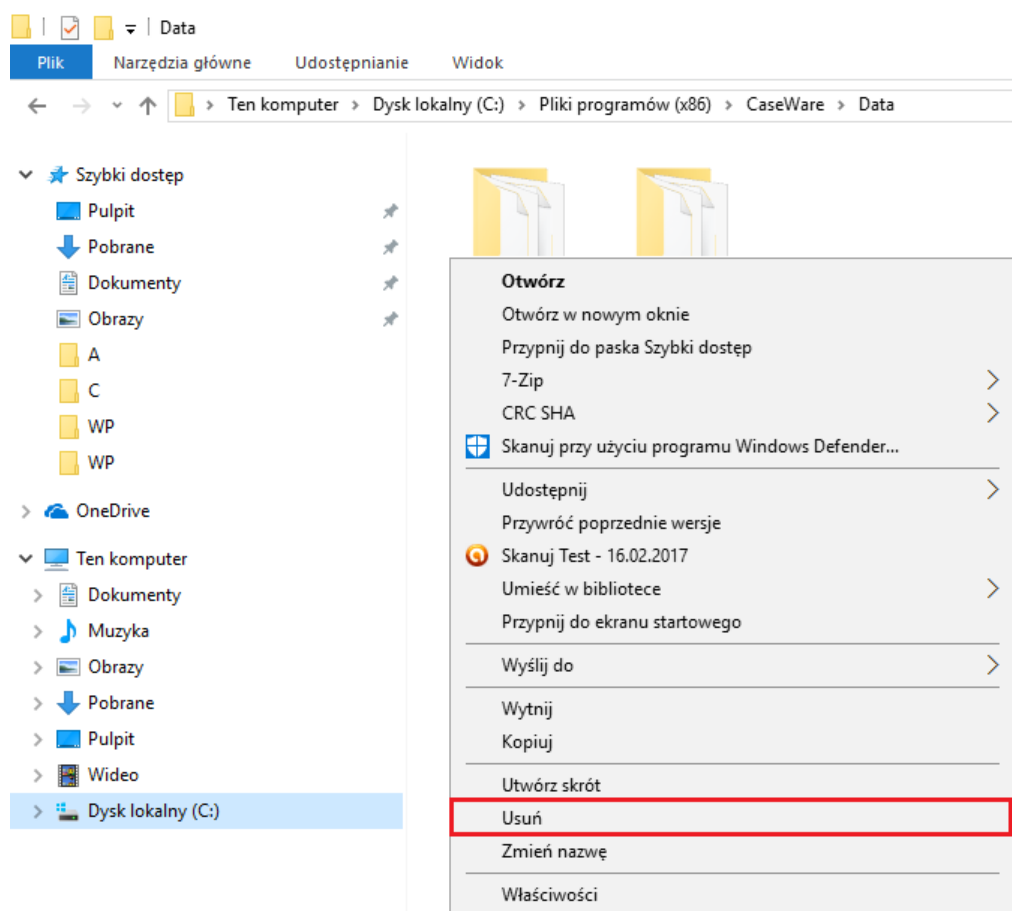 Data
Plik Narzędzia główne Udostępnianie Widok
Ten komputer > Dysk lokalny (C:) > Pliki programów (x86) > CaseWare > Data
Szybki dostęp
Pulpit
Pobrane
Dokumenty
Obrazy
A
C
WP
WP
OneDrive
Ten komputer
Dokumenty
Muzyka
Obrazy
Pobrane
Pulpit
Wideo
Dysk lokalny (C:)
Otwórz
Otwórz w nowym oknie
Przypnij do paska Szybki dostęp
7-Zip
CRC SHA
Skanuj przy użyciu programu Windows Defender...
Udostępnij
Przywróć poprzednie wersje
Skanuj Test - 16.02.2017
Umieść w bibliotece
Przypnij do ekranu startowego
Wyślij do
Wytnij
Kopiuj
Utwórz skrót
Usuń
Zmień nazwę
Właściwości